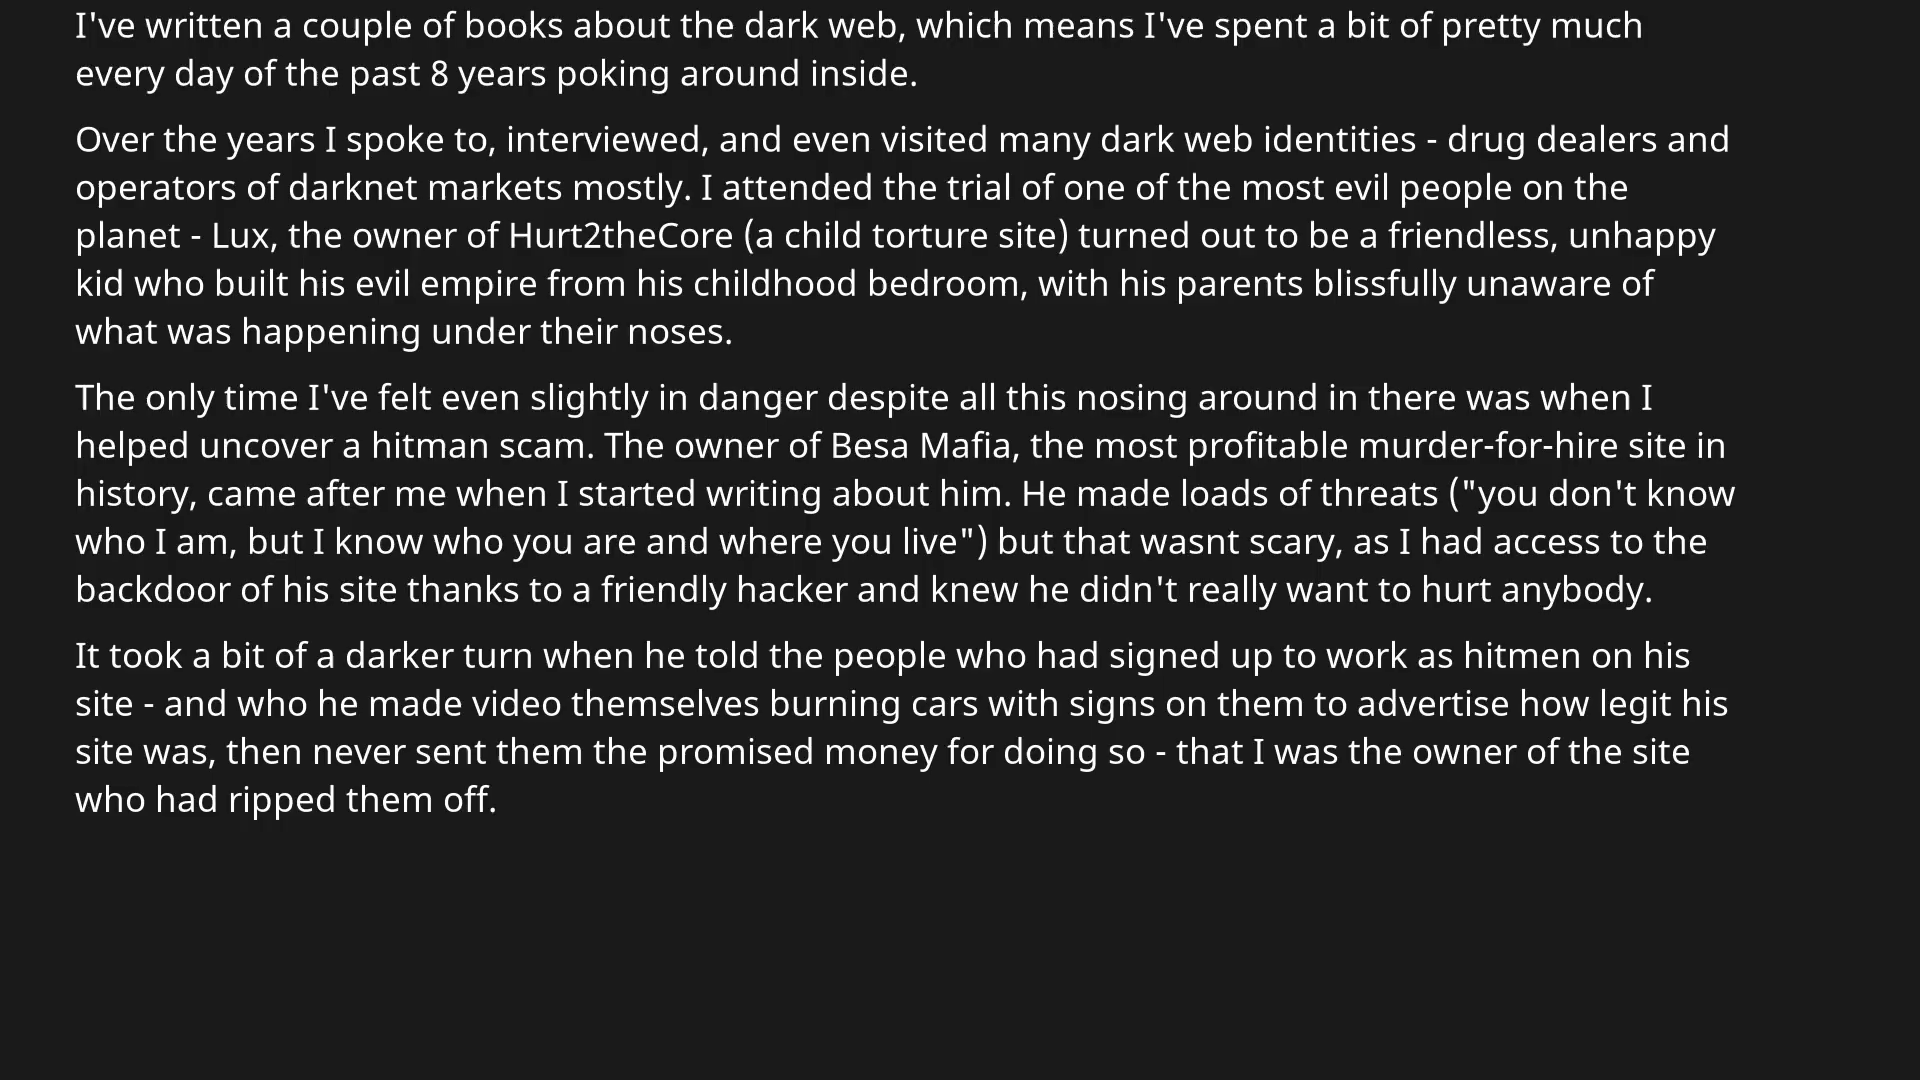 I've written a couple of books about the dark web, which means I've spent a bit of pretty much
every day of the past 8 years poking around inside.
Over the years I spoke to, interviewed, and even visited many dark web identities - drug dealers and
operators of darknet markets mostly. I attended the trial of one of the most evil people on the
planet - Lux, the owner of Hurt2theCore (a child torture site) turned out to be a friendless, unhappy
kid who built his evil empire from his childhood bedroom, with his parents blissfully unaware of
what was happening under their noses.
The only time I've felt even slightly in danger despite all this nosing around in there was when I
helped uncover a hitman scam. The owner of Besa Mafia, the most profitable murder-for-hire site in
history, came after me when I started writing about him. He made loads of threats ("you don't know
who I am, but I know who you are and where you live") but that wasnt scary, as I had access to the
backdoor of his site thanks to a friendly hacker and knew he didn't really want to hurt anybody.
It took a bit of a darker turn when he told the people who had signed up to work as hitmen on his
site - and who he made video themselves burning cars with signs on them to advertise how legit his
site was, then never sent them the promised money for doing so - that I was the owner of the site
who had ripped them off.